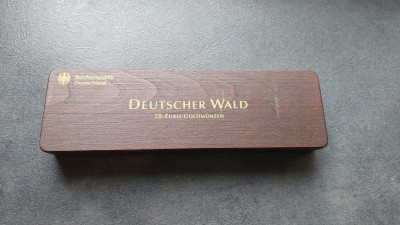 Bundesrepublik
Deutschland
DEUTSCHER WALD
20-EURO-GOLDMÜNZEN